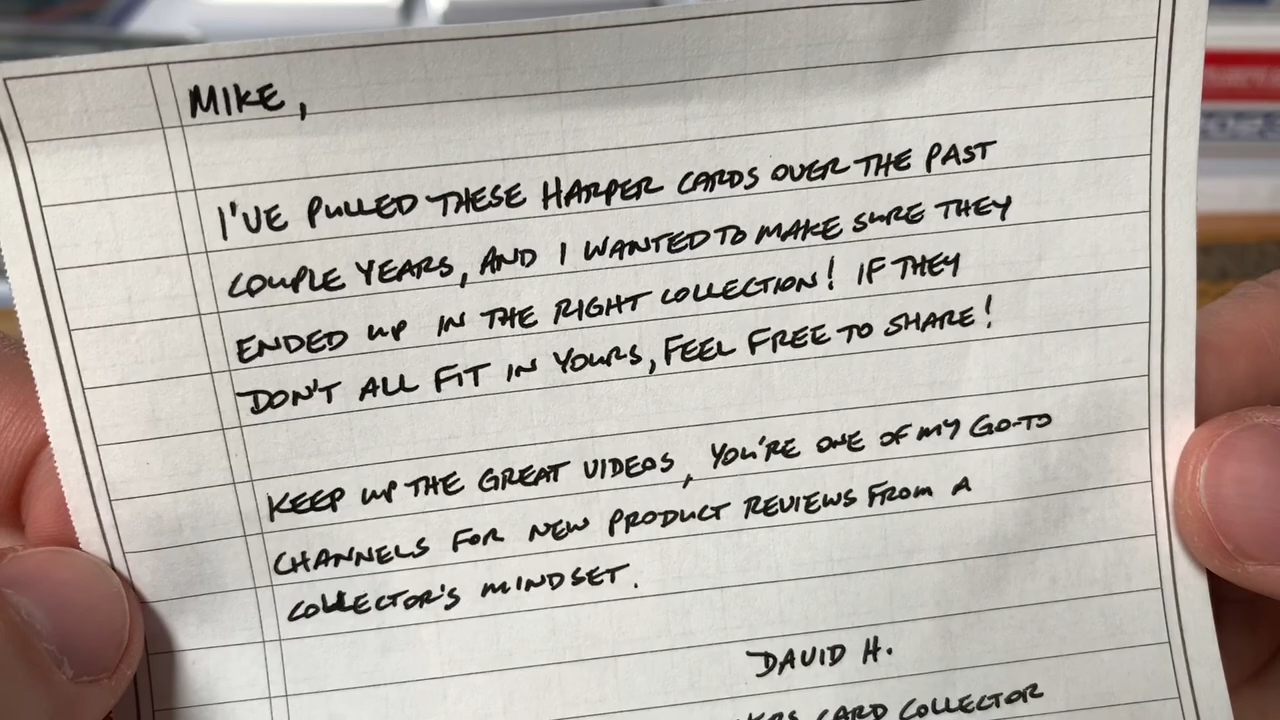 MIKE,
I'VE PULLED THESE HARPER CARDS OVER THE PAST
COUPLE YEARS, AND I WANTED TO MAKE SURE THEY
ENDED UP IN THE RIGHT COLLECTION! IF THEY
DON'T ALL FIT IN YOURS, FEEL FREE TO SHARE!
KEEP UP THE GREAT VIDEOS, YOU'RE ONE OF MY GO-TO
CHANNELS FOR NEW PRODUCT REVIEWS FROM A
COLLECTOR'S MINDSET.
DAVID H.
CARD COLLECTOR